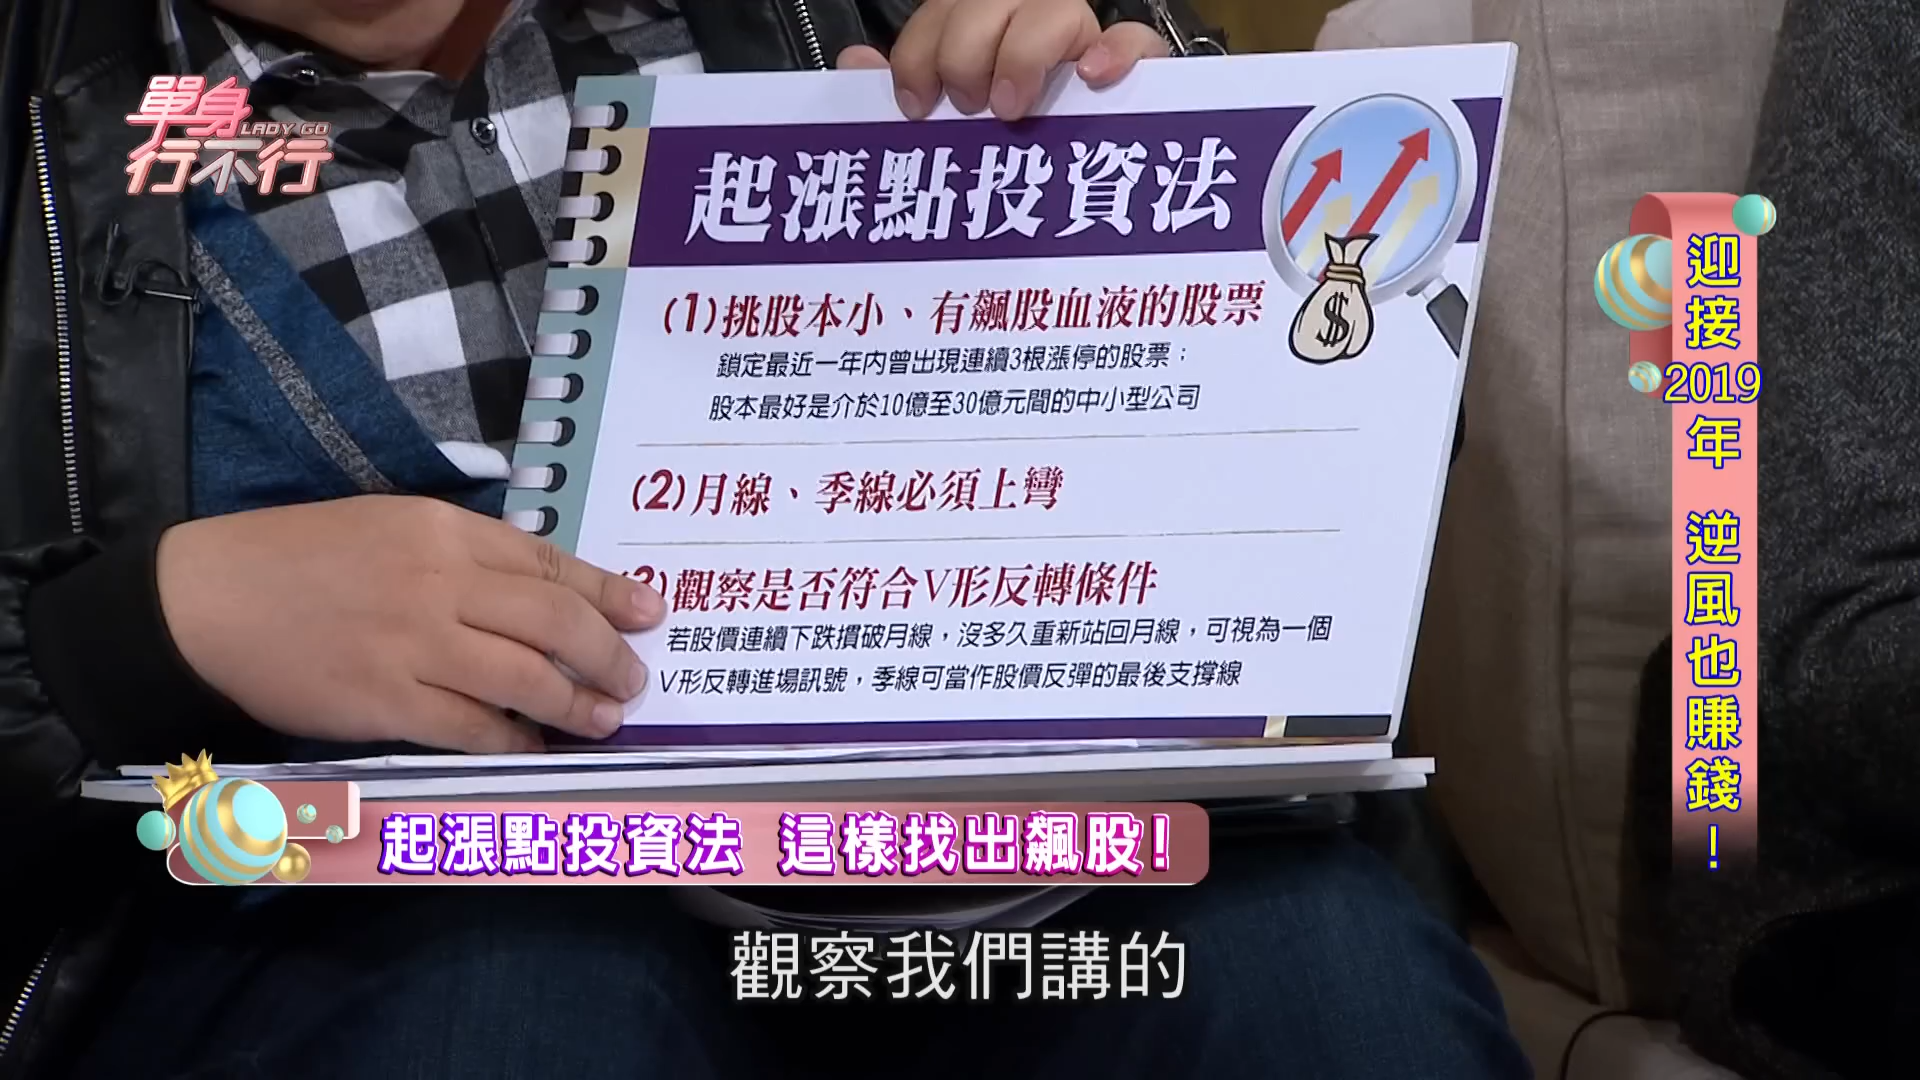 單身
LADY GO
行不行
起漲點投資法
$
(1)挑股本小、有飆股血液的股票
鎖定最近一年內曾出現連續3根漲停的股票；
股本最好是介於10億至30億元間的中小型公司
(2)月線、季線必須上彎
(3)觀察是否符合V形反轉條件
若股價連續下跌摜破月線，沒多久重新站回月線，可視為一個
V形反轉進場訊號，季線可當作股價反彈的最後支撐線
迎接2019年 逆風也賺錢！
起漲點投資法 這樣找出飆股！
觀察我們講的